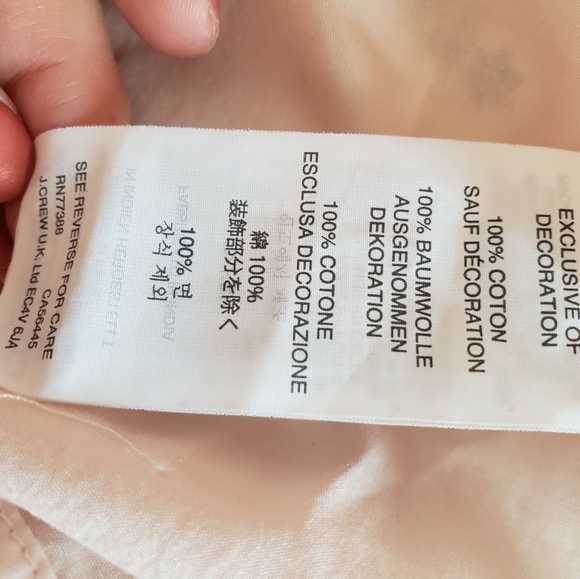 EXCLUSIVE OF
DECORATION
100% COTON
SAUF DÉCORATION
100% BAUMWOLLE
AUSGENOMMEN
DEKORATION
100% COTONE
ESCLUSA DECORAZIONE
綿 100%
装飾部分を除く
100% 면
장식 제외
SEE REVERSE FOR CARE
RN77388 CA56445
J.CREW U.K. Ltd EC4V 6JA